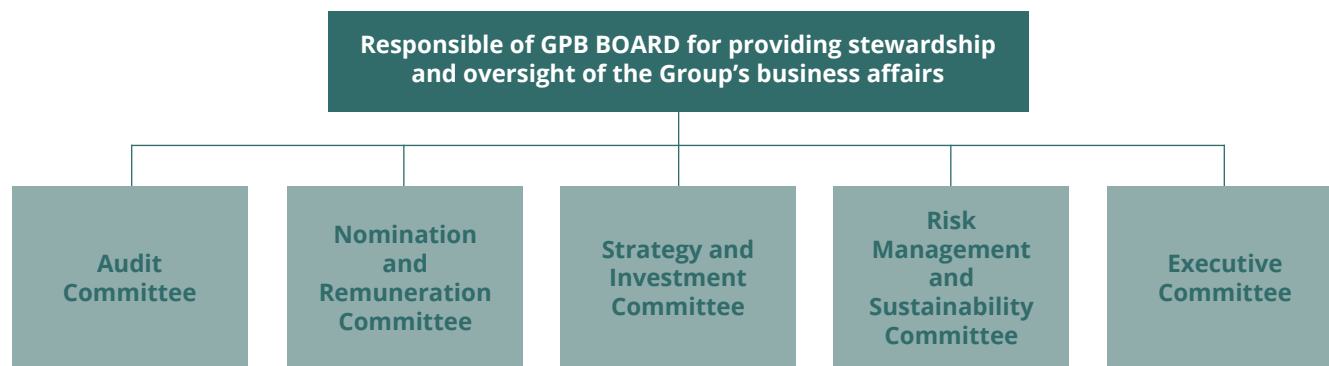 Responsible of GPB BOARD for providing stewardship
and oversight of the Group's business affairs
Audit
Committee
Nomination
and
Remuneration
Committee
Strategy and
Investment
Committee
Risk
Management
and
Sustainability
Committee
Executive
Committee